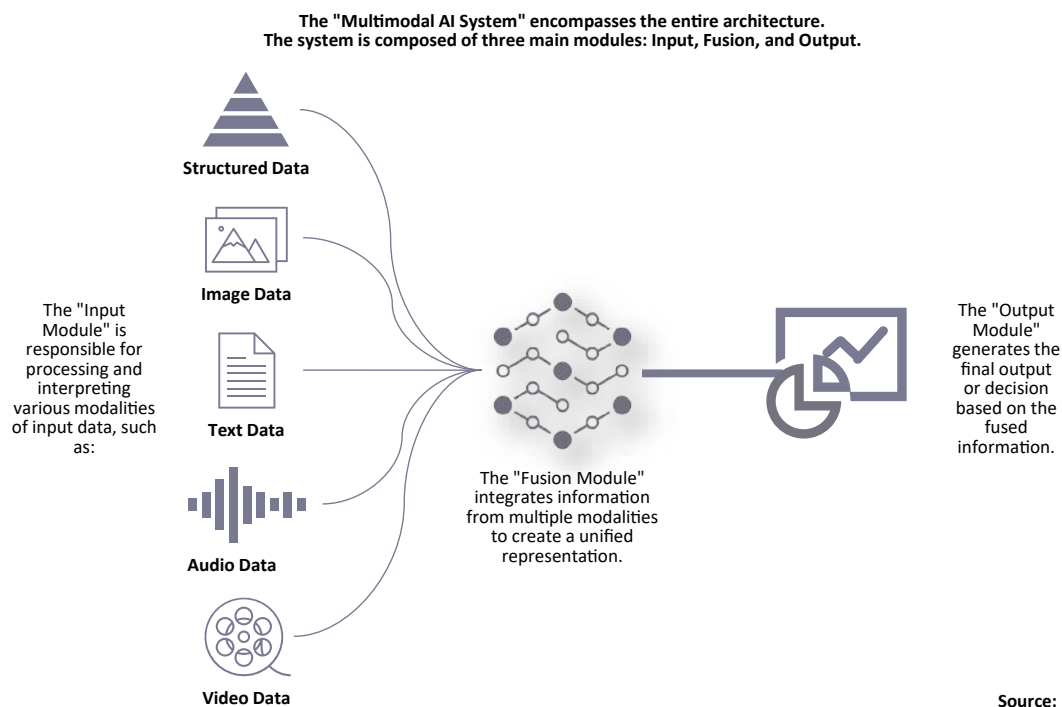 The "Multimodal AI System" encompasses the entire architecture.
The system is composed of three main modules: Input, Fusion, and Output.
The "Input
Module" is
responsible for
processing and
interpreting
various modalities
of input data, such
as:
Structured Data
Image Data
Text Data
Audio Data
Video Data
The "Fusion Module"
integrates information
from multiple modalities
to create a unified
representation.
The "Output
Module"
generates the
final output
or decision
based on the
fused
information.
Source: